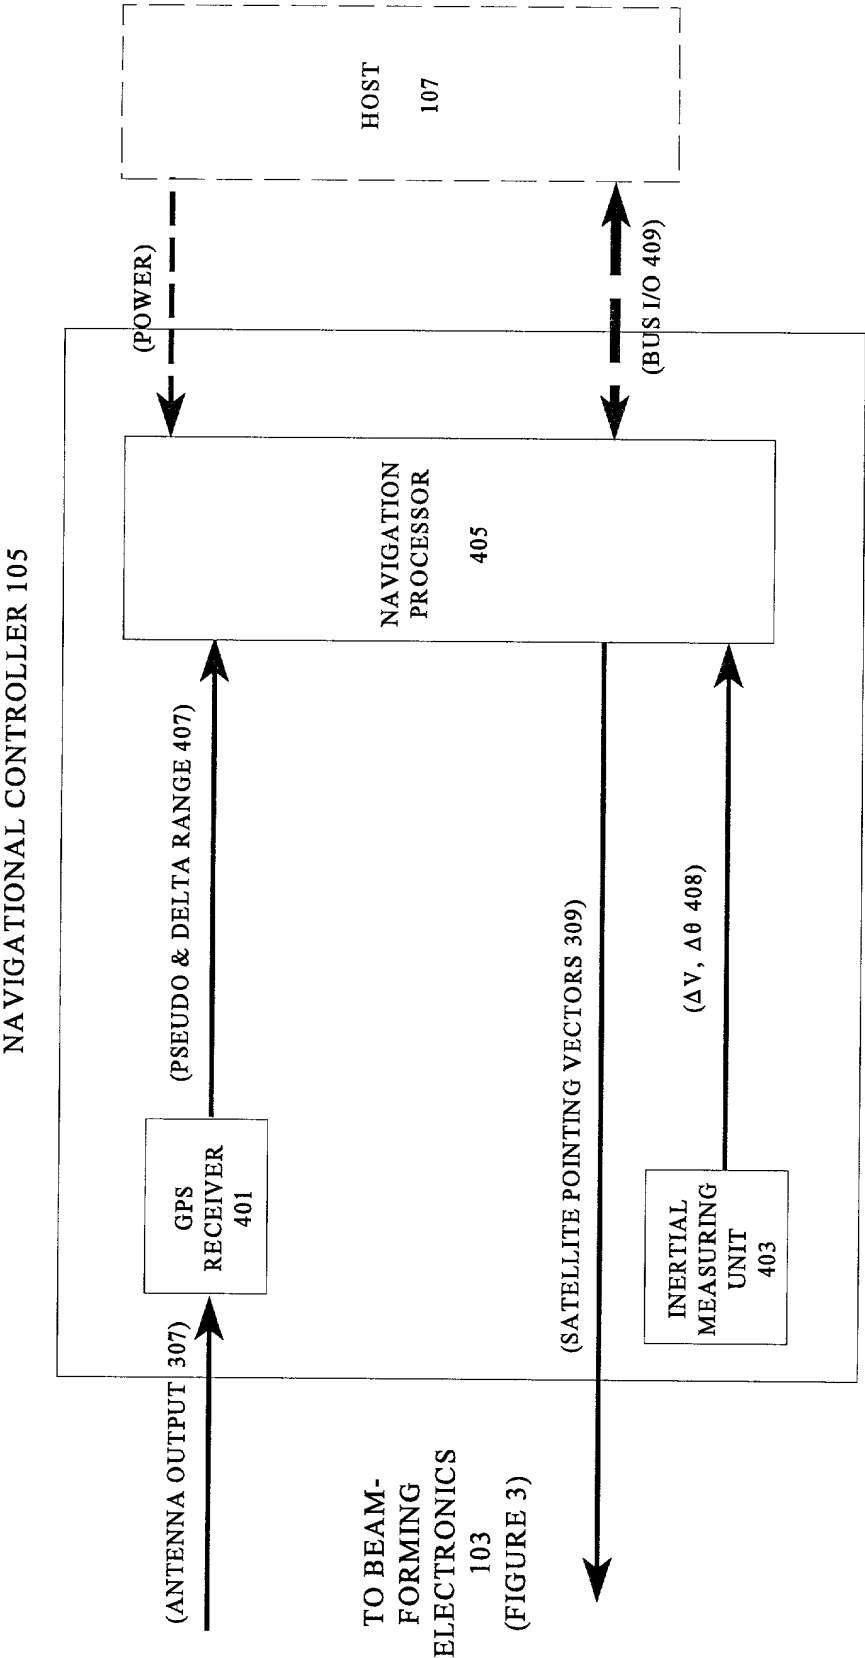 NAVIGATIONAL CONTROLLER 105
(ANTENNA OUTPUT 307)
GPS
RECEIVER
401
(PSEUDO & DELTA RANGE 407)
(POWER)
NAVIGATION
PROCESSOR
405
HOST
107
TO BEAM-
FORMING
ELECTRONICS
103
(FIGURE 3)
(SATELLITE POINTING VECTORS 309)
(BUS I/O 409)
INERTIAL
MEASURING
UNIT
403
(ΔV, Δθ 408)